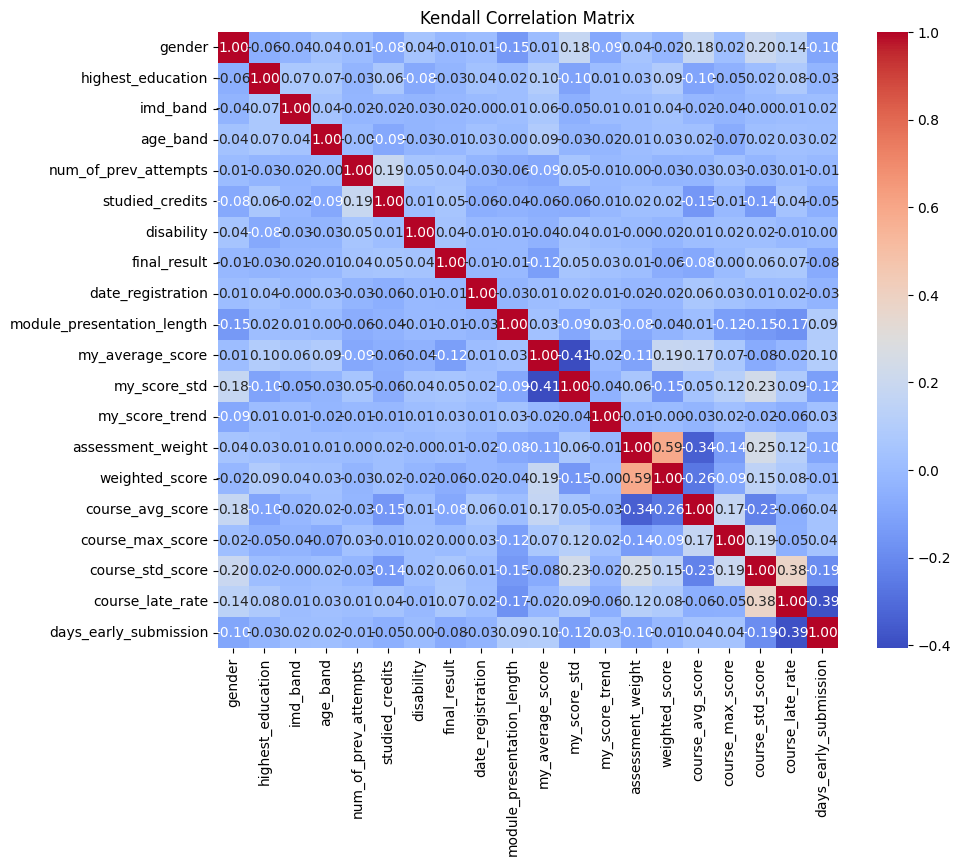 Kendall Correlation Matrix
gender 1.00 -0.06 -0.04 0.04 0.01 -0.08 0.04 -0.01 0.01 -0.15 0.01 0.18 -0.09 0.04 -0.02 0.18 0.02 0.20 0.14 -0.10
highest_education -0.06 1.00 0.07 0.07 -0.03 0.06 -0.08 -0.03 0.04 0.02 0.10 -0.10 0.01 0.03 0.09 -0.10 -0.05 0.02 0.08 -0.03
imd_band -0.04 0.07 1.00 0.04 -0.02 -0.02 -0.03 -0.02 -0.00 0.01 0.06 -0.05 0.01 0.01 0.04 -0.02 -0.04 -0.00 0.01 0.02
age_band 0.04 0.07 0.04 1.00 -0.00 -0.09 -0.03 -0.01 0.03 0.00 0.09 -0.03 -0.02 0.01 0.03 0.02 -0.07 0.02 0.03 0.02
num_of_prev_attempts 0.01 -0.03 -0.02 -0.00 1.00 0.19 0.05 0.04 -0.03 -0.06 -0.09 0.05 -0.01 0.00 -0.03 -0.03 -0.03 -0.03 0.01 -0.01
studied_credits -0.08 0.06 -0.02 -0.09 0.19 1.00 0.01 0.05 -0.06 -0.04 -0.06 -0.06 -0.01 0.02 0.02 -0.15 -0.01 -0.14 0.04 -0.05
disability 0.04 -0.08 -0.03 -0.03 0.05 0.01 1.00 0.04 -0.01 -0.01 -0.04 0.04 0.01 -0.00 -0.02 0.01 0.02 0.02 -0.01 0.00
final_result -0.01 -0.03 -0.02 -0.01 0.04 0.05 0.04 1.00 -0.01 -0.01 -0.12 0.05 0.03 0.01 -0.06 -0.08 0.00 0.06 0.07 -0.08
date_registration 0.01 0.04 -0.00 0.03 -0.03 -0.06 -0.01 -0.01 1.00 -0.03 0.01 0.02 0.01 -0.02 -0.02 0.06 0.03 0.01 0.02 -0.03
module_presentation_length -0.15 0.02 0.01 0.00 -0.06 -0.04 -0.01 -0.01 -0.03 1.00 0.03 -0.09 0.03 -0.08 -0.04 0.01 -0.12 -0.15 -0.17 0.09
my_average_score 0.01 0.10 0.06 0.09 -0.09 -0.06 -0.04 -0.12 0.01 0.03 1.00 -0.41 -0.02 -0.11 0.19 0.17 0.07 -0.08 -0.02 0.10
my_score_std 0.18 -0.10 -0.05 -0.03 0.05 -0.06 0.04 0.05 0.02 -0.09 -0.41 1.00 -0.04 0.06 -0.15 0.05 0.12 0.23 0.09 -0.12
my_score_trend -0.09 0.01 0.01 -0.02 -0.01 -0.01 0.01 0.03 0.01 0.03 -0.02 -0.04 1.00 -0.01 -0.00 -0.03 -0.02 -0.02 -0.06 0.03
assessment_weight 0.04 0.03 0.01 0.01 0.00 0.02 -0.00 0.01 -0.02 -0.08 -0.11 0.06 -0.01 1.00 0.59 -0.34 -0.14 0.25 0.12 -0.10
weighted_score -0.02 0.09 0.04 0.03 -0.03 0.02 -0.02 -0.06 -0.02 -0.04 0.19 -0.15 -0.00 0.59 1.00 -0.26 -0.09 0.15 0.08 -0.01
course_avg_score 0.18 -0.10 -0.02 0.02 -0.03 -0.15 0.01 -0.08 0.06 0.01 0.17 0.05 -0.03 -0.34 -0.26 1.00 0.17 -0.23 -0.06 0.04
course_max_score 0.02 -0.05 -0.04 -0.07 -0.03 -0.01 0.02 0.00 0.03 -0.12 0.07 0.12 -0.02 -0.14 -0.09 0.17 1.00 0.19 -0.05 0.04
course_std_score 0.20 0.02 -0.00 0.02 -0.03 -0.14 0.02 0.06 0.01 -0.15 -0.08 0.23 -0.02 0.25 0.15 -0.23 0.19 1.00 0.38 -0.19
course_late_rate 0.14 0.08 0.01 0.03 0.01 0.04 -0.01 0.07 0.02 -0.17 -0.02 0.09 -0.06 0.12 0.08 -0.06 -0.05 0.38 1.00 -0.39
days_early_submission -0.10 -0.03 0.02 0.02 -0.01 -0.05 0.00 -0.08 -0.03 0.09 0.10 -0.12 0.03 -0.10 -0.01 0.04 0.04 -0.19 -0.39 1.00
gender
highest_education
imd_band
age_band
num_of_prev_attempts
studied_credits
disability
final_result
date_registration
module_presentation_length
my_average_score
my_score_std
my_score_trend
assessment_weight
weighted_score
course_avg_score
course_max_score
course_std_score
course_late_rate
days_early_submission
1.0
0.8
0.6
0.4
0.2
0.0
−0.2
−0.4